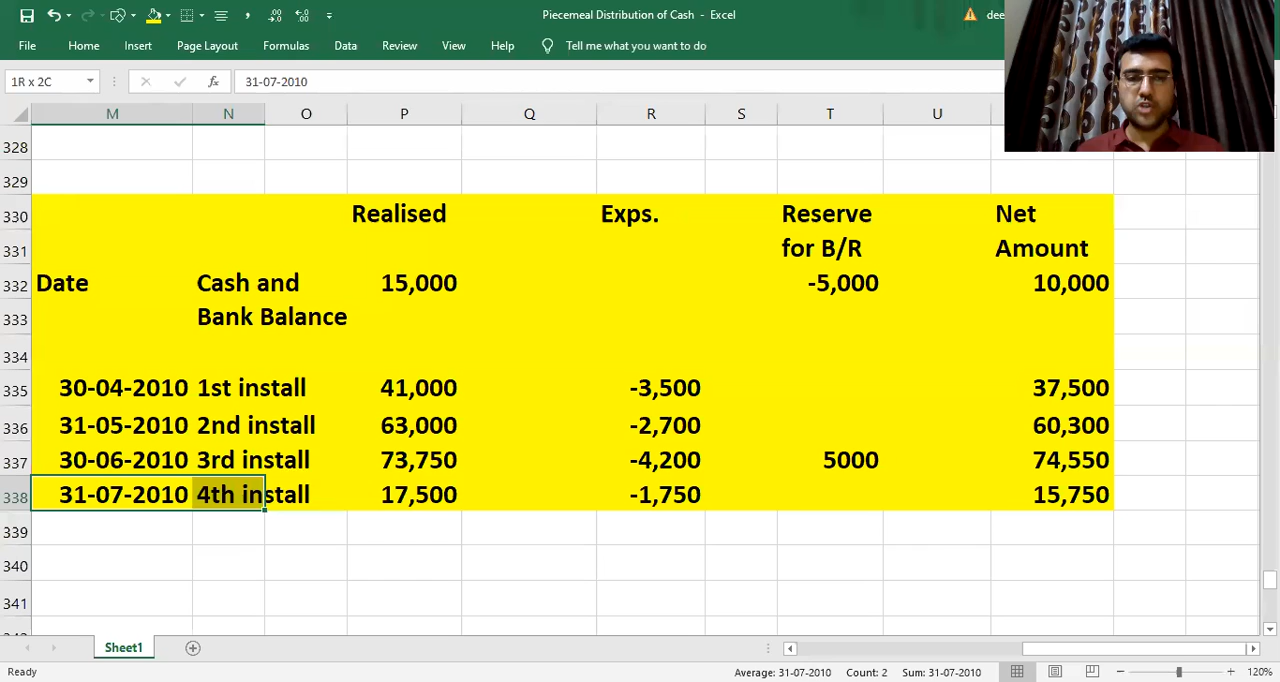 Piecemeal Distribution of Cash - Excel
dee
File Home Insert Page Layout Formulas Data Review View Help Tell me what you want to do
1R x 2C fx 31-07-2010
M N O P Q R S T U
328
329
330 Realised Exps. Reserve Net
331 for B/R Amount
332 Date Cash and 15,000 -5,000 10,000
333 Bank Balance
334
335 30-04-2010 1st install 41,000 -3,500 37,500
336 31-05-2010 2nd install 63,000 -2,700 60,300
337 30-06-2010 3rd install 73,750 -4,200 5000 74,550
338 31-07-2010 4th install 17,500 -1,750 15,750
339
340
341
Sheet1
Ready Average: 31-07-2010 Count: 2 Sum: 31-07-2010 120%